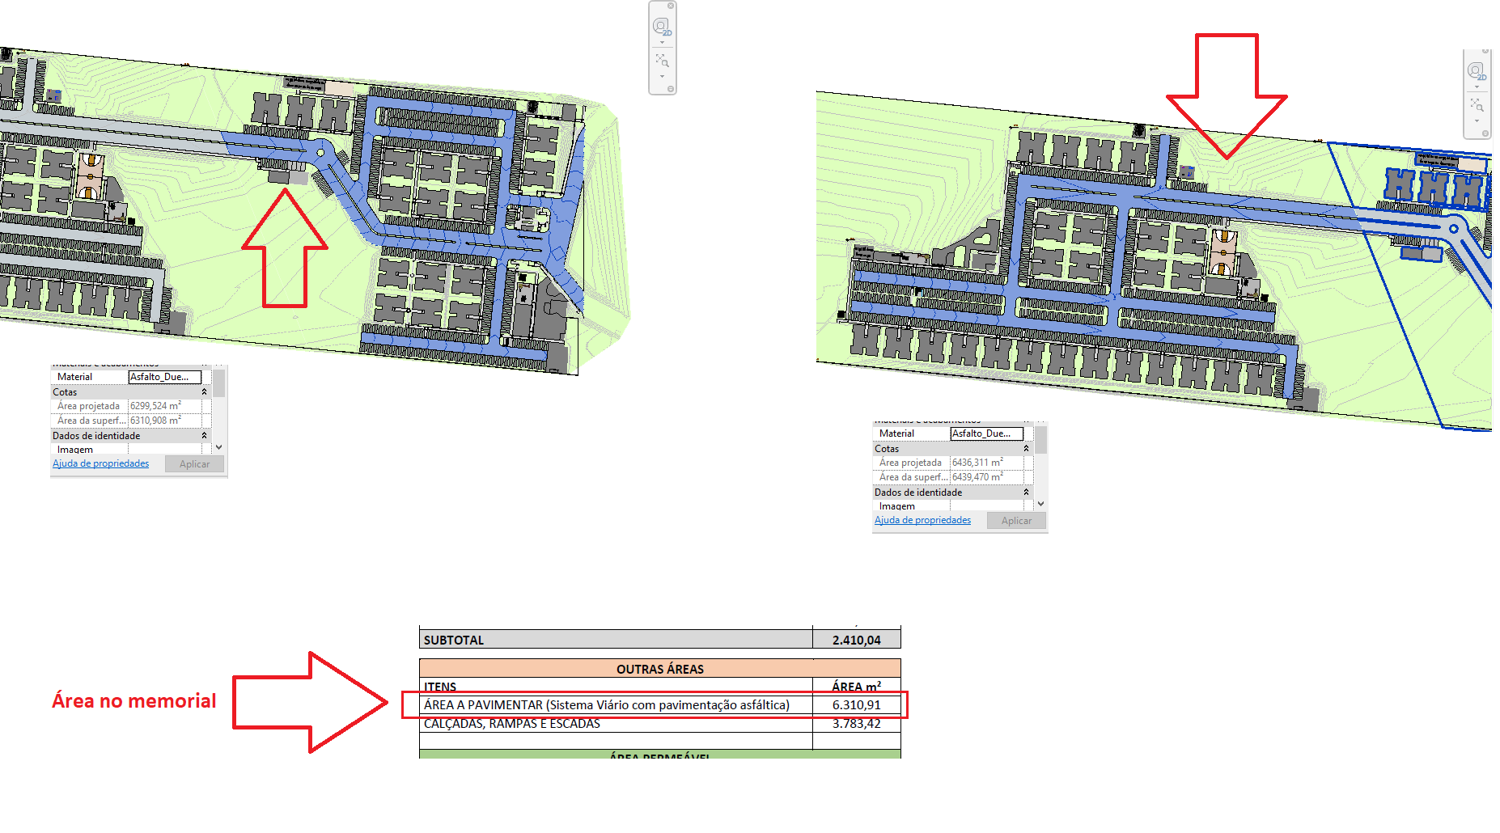 2D
2D
Materiais e acabamentos
Material Asfalto_Due...
Cotas
Área projetada 6299,524 m²
Área da superf... 6310,908 m²
Dados de identidade
Imagem
Ajuda de propriedades Aplicar
Materiais e acabamentos
Material Asfalto_Due...
Cotas
Área projetada 6436,311 m²
Área da superf... 6439,470 m²
Dados de identidade
Imagem
Ajuda de propriedades Aplicar
SUBTOTAL 2.410,04
OUTRAS ÁREAS
ITENS ÁREA m²
Área no memorial
ÁREA A PAVIMENTAR (Sistema Viário com pavimentação asfáltica) 6.310,91
CALÇADAS, RAMPAS E ESCADAS 3.783,42
ÁREA PERMEÁVEL